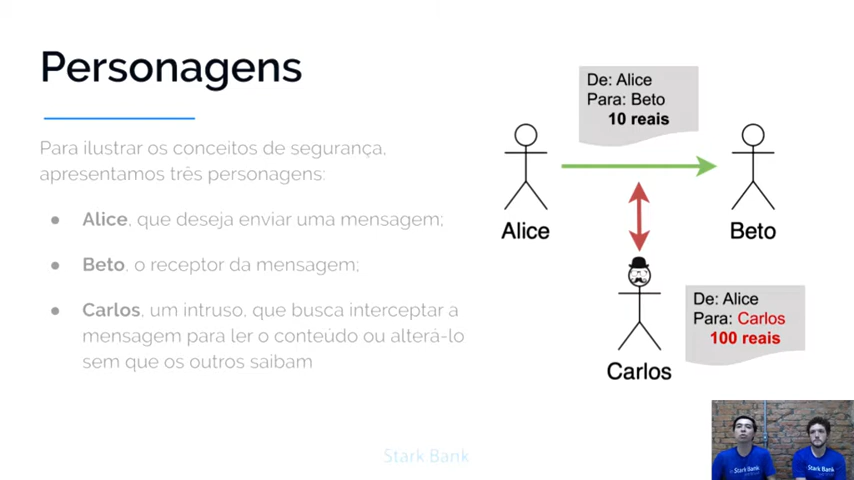 Personagens
Para ilustrar os conceitos de segurança,
apresentamos três personagens:
● Alice, que deseja enviar uma mensagem;
● Beto, o receptor da mensagem;
● Carlos, um intruso, que busca interceptar a
mensagem para ler o conteúdo ou alterá-lo
sem que os outros saibam
De: Alice
Para: Beto
10 reais
Alice
Beto
De: Alice
Para: Carlos
100 reais
Carlos
Stark Bank
Stark Bank
Stark Bank